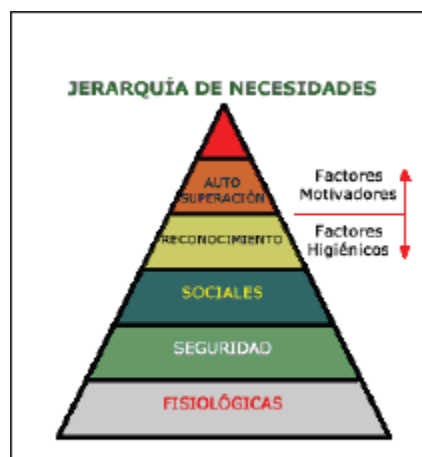 JERARQUÍA DE NECESIDADES
AUTO
SUPERACIÓN
Factores
Motivadores
RECONOCIMIENTO
Factores
Higiénicos
SOCIALES
SEGURIDAD
FISIOLÓGICAS